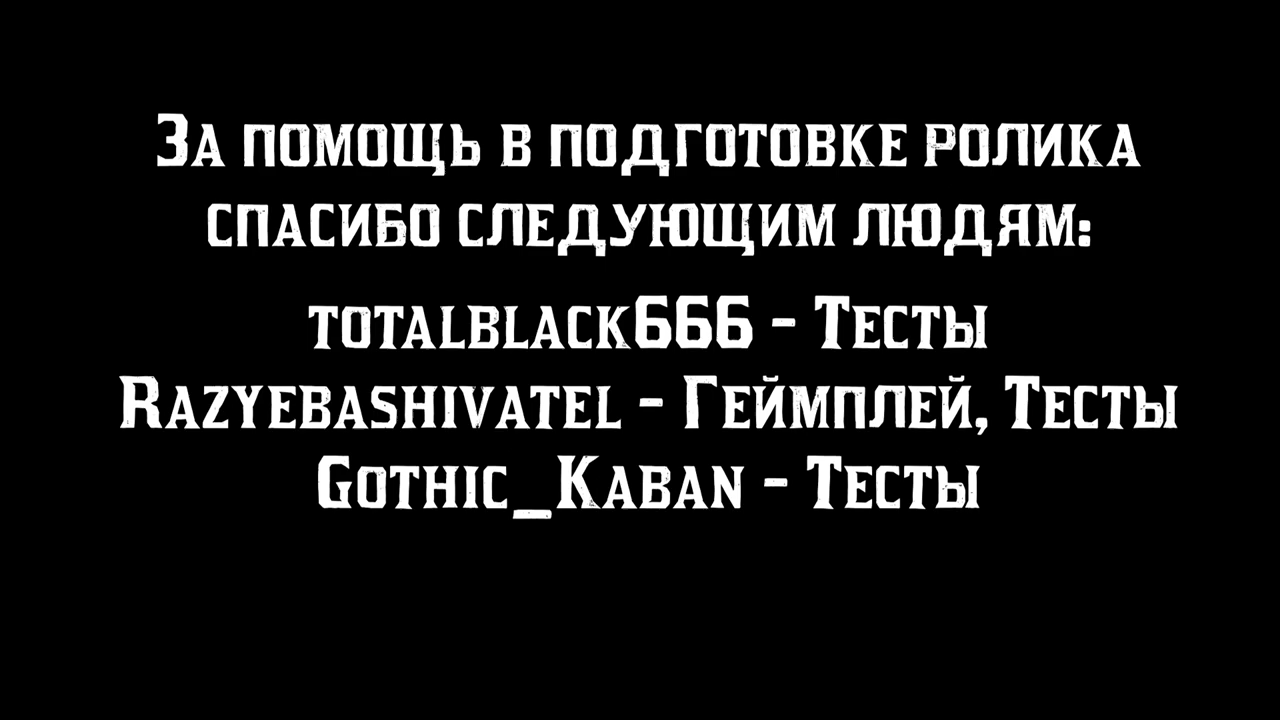 За помощь в подготовке ролика
спасибо следующим людям:
totalblack666 - Тесты
Razyebashivatel - Геймплей, Тесты
Gothic_Kaban - Тесты